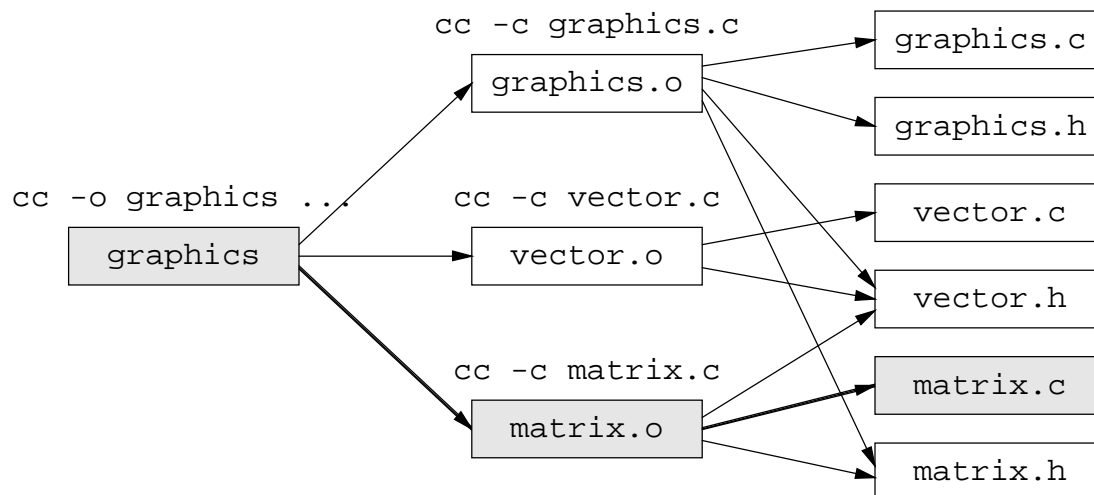 cc -c graphics.c
graphics.o
graphics.c
graphics.h
cc -o graphics ...
graphics
cc -c vector.c
vector.o
vector.c
vector.h
cc -c matrix.c
matrix.o
matrix.c
matrix.h